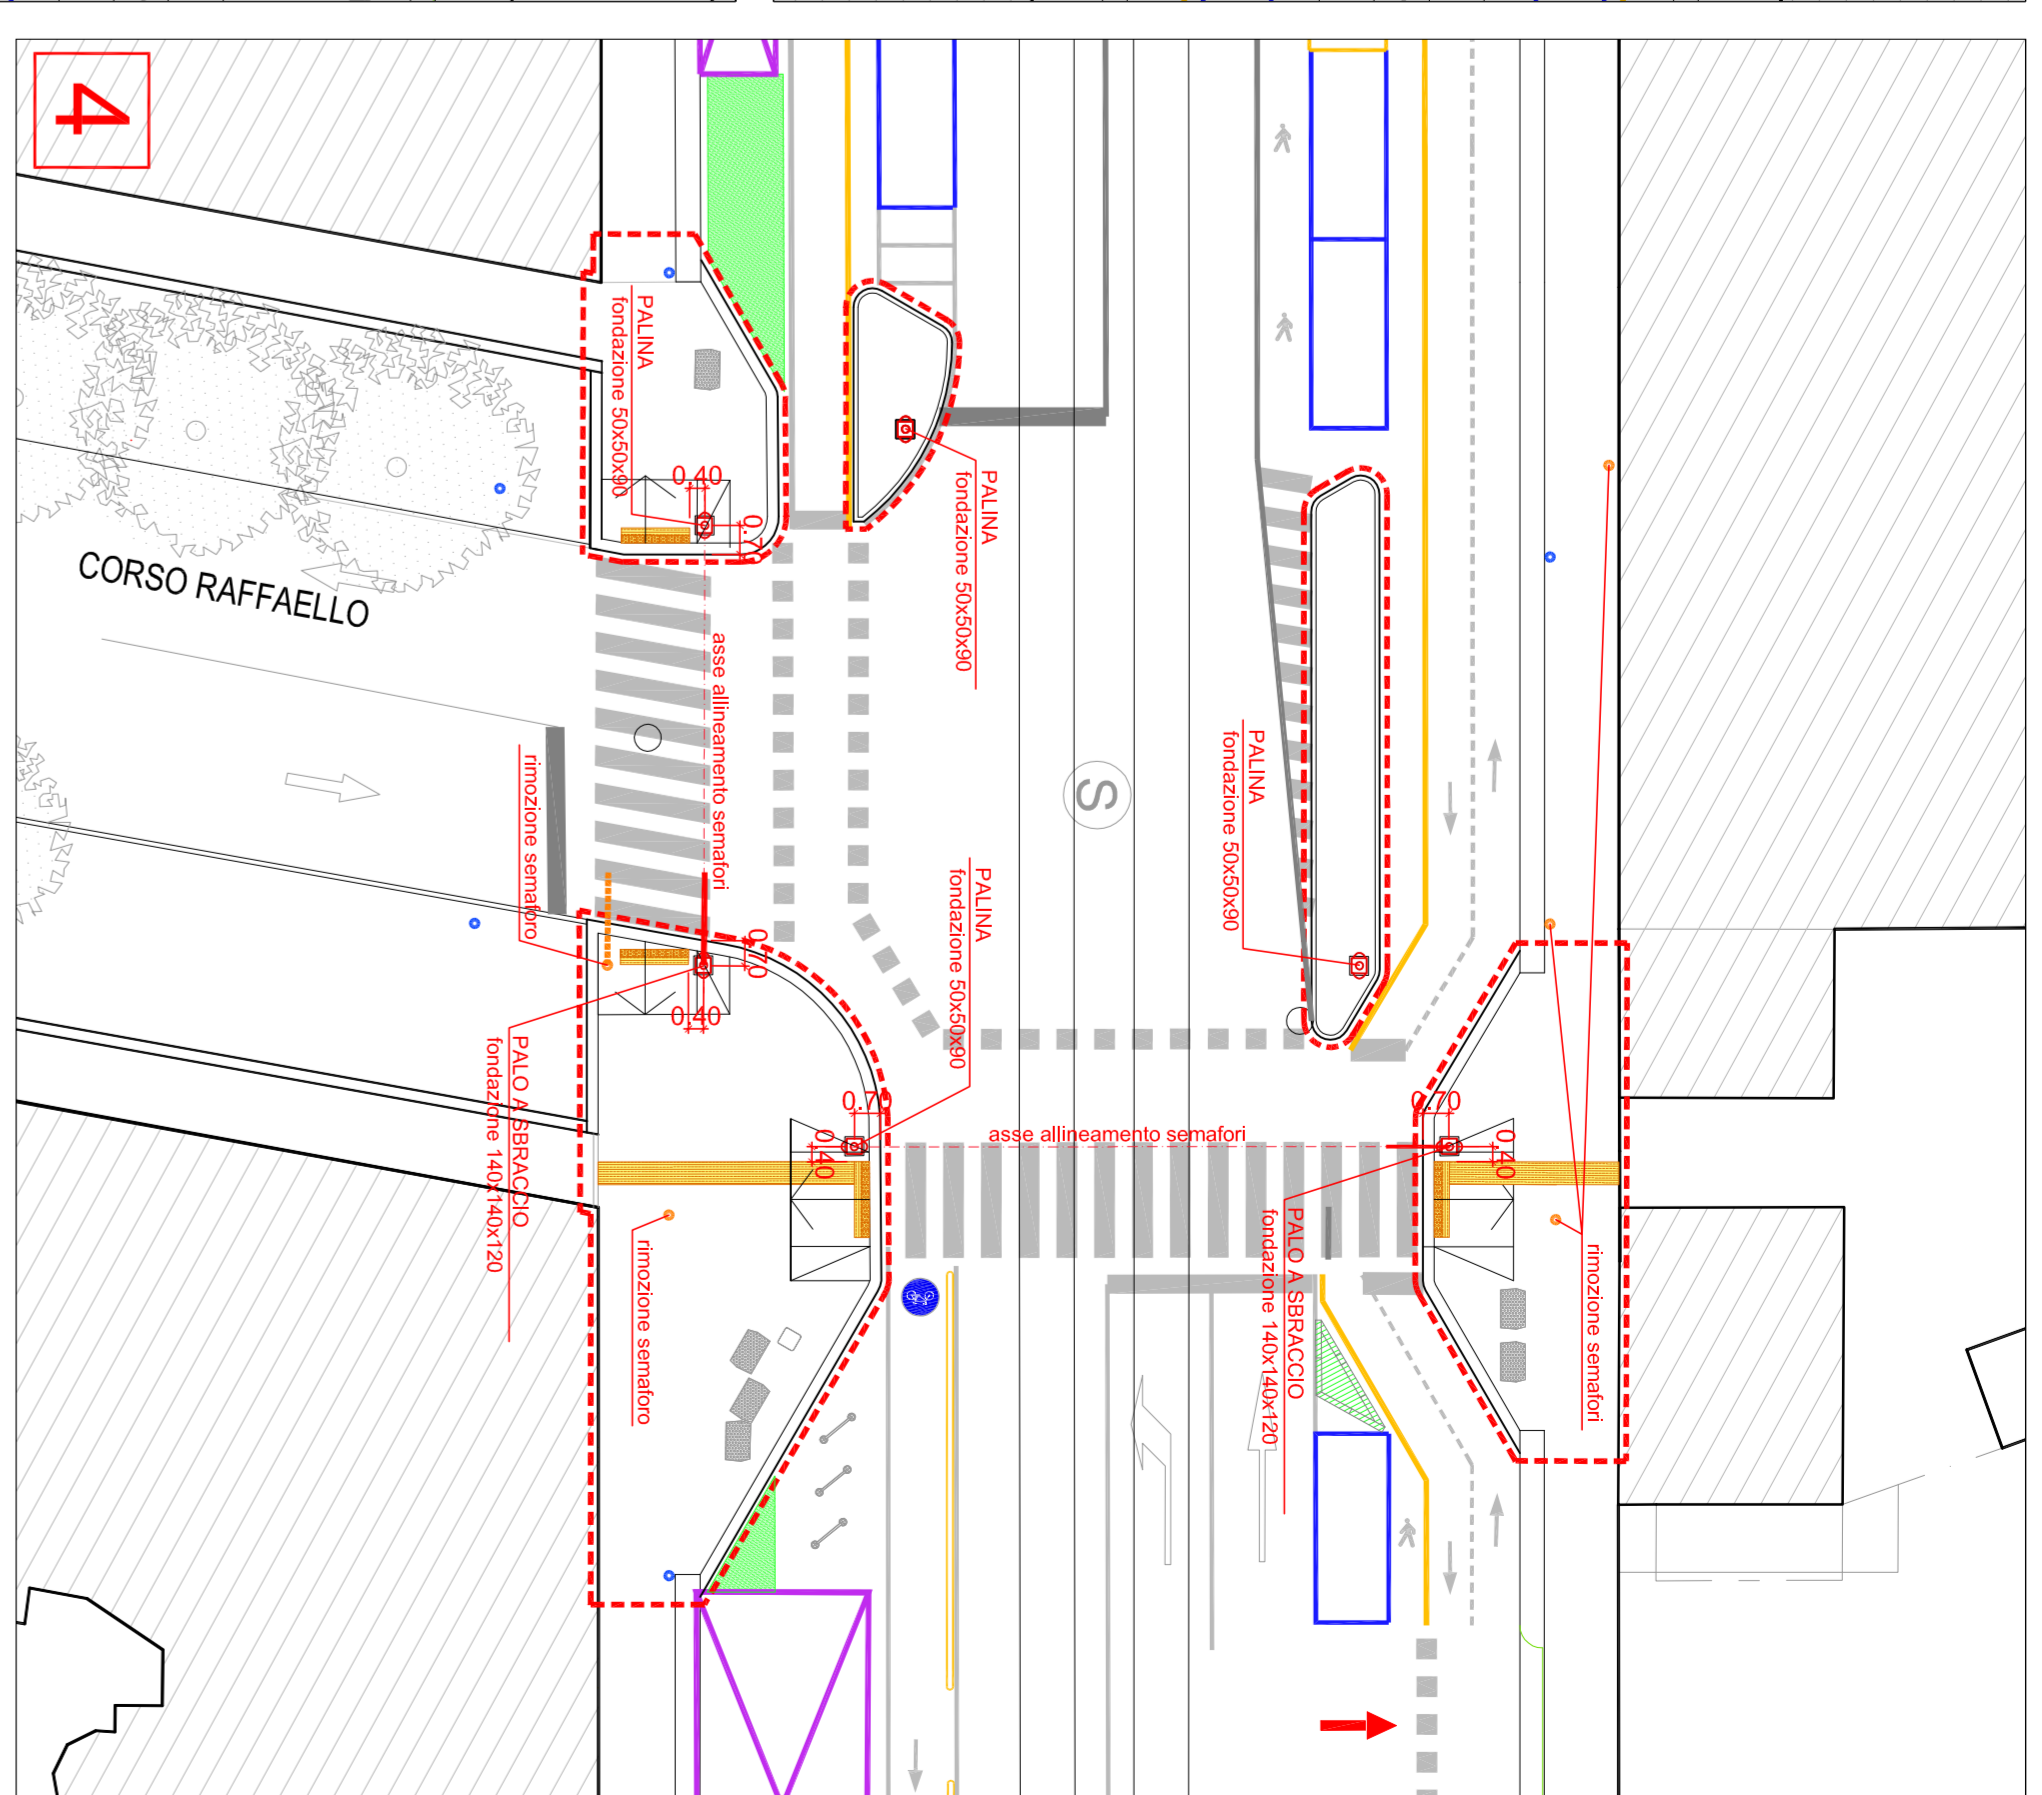 4
PALINA
fondazione 50x50x90
0.40
0.70
PALINA
fondazione 50x50x90
CORSO RAFFAELLO
asse allineamento semafori
rimozione semaforo
S
PALINA
fondazione 50x50x90
PALINA
fondazione 50x50x90
0.70
0.40
PALO A SBRACCIO
fondazione 140x140x120
0.70
0.40
asse allineamento semafori
0.70
0.40
PALO A SBRACCIO
fondazione 140x140x120
rimozione semaforo
rimozione semafori